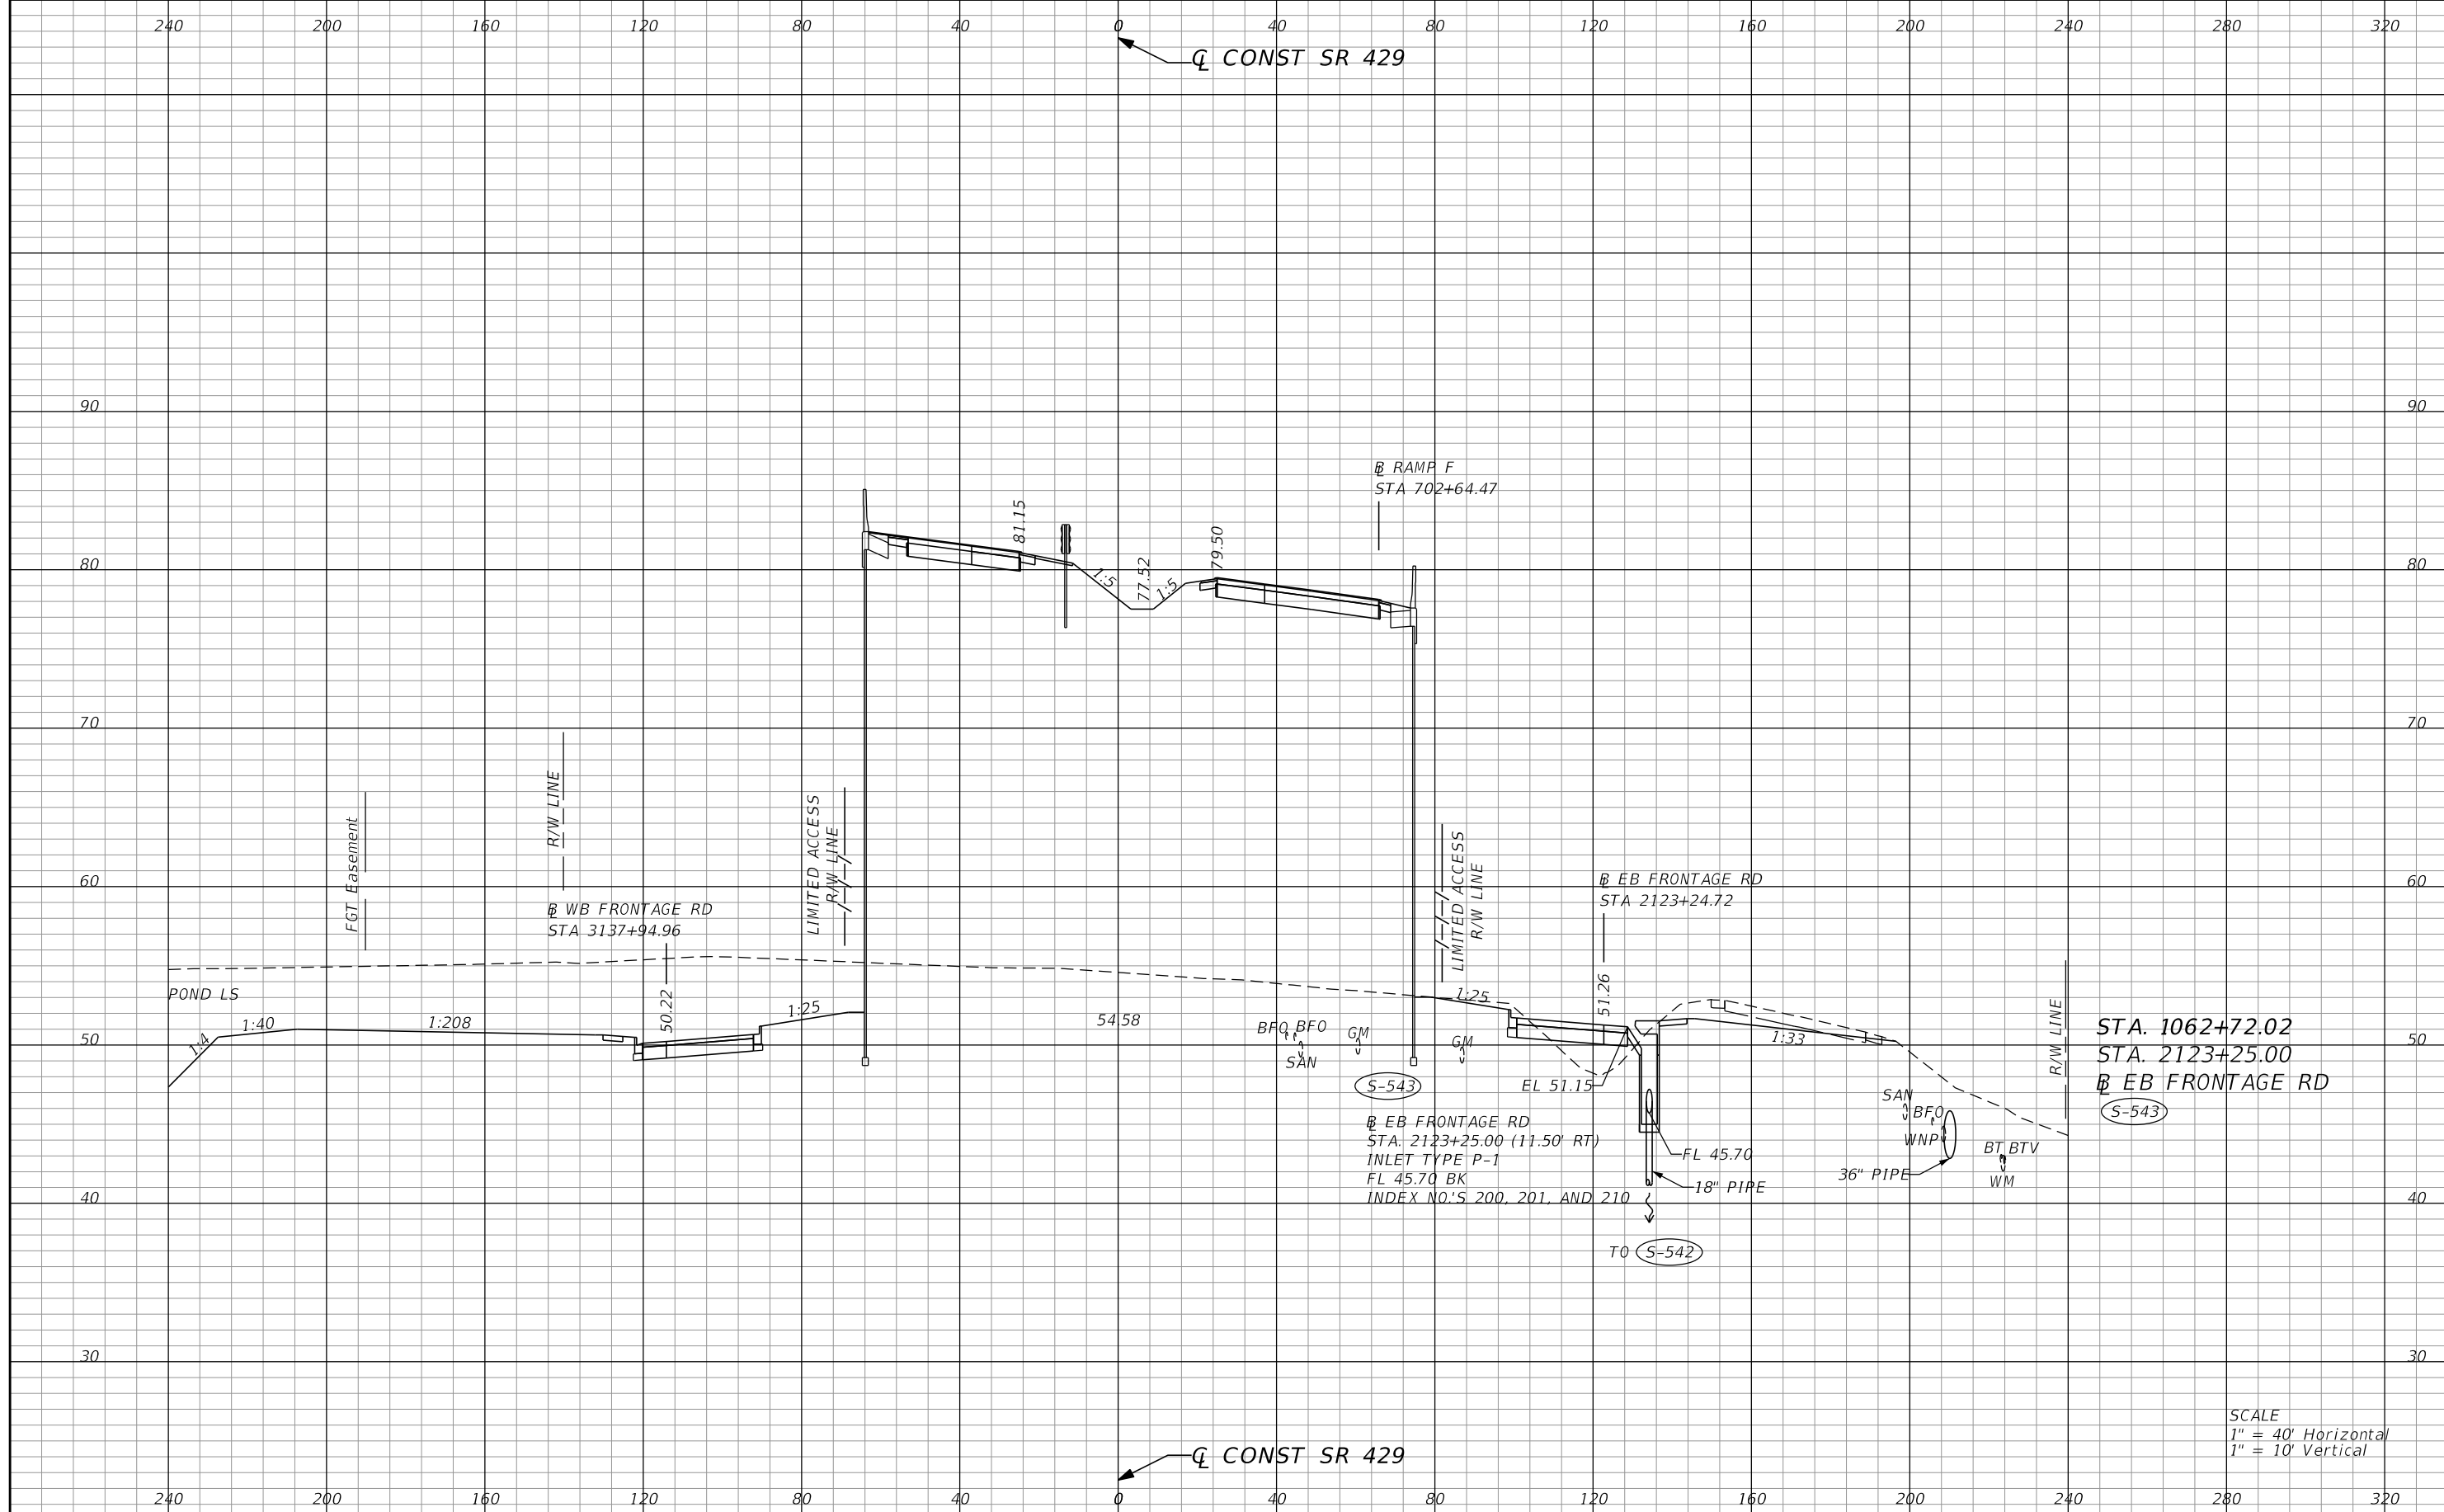 240 200 160 120 80 40 0 40 80 120 160 200 240 280 320
℄ CONST SR 429
90 90
℄ RAMP F
STA 702+64.47
81.15
79.50
77.52
1:5
1:5
80 80
70 70
R/W LINE
FGT Easement
LIMITED ACCESS
R/W LINE
LIMITED ACCESS
R/W LINE
60 60
℄ WB FRONTAGE RD
STA 3137+94.96
℄ EB FRONTAGE RD
STA 2123+24.72
POND LS
1:4
1:40
1:208
50.22
1:25
54.58
BFO BFO
SAN
GM
GM
1:25
51.26
1:33
R/W LINE
50 50
STA. 1062+72.02
STA. 2123+25.00
℄ EB FRONTAGE RD
S-543
S-543
EL 51.15
℄ EB FRONTAGE RD
STA. 2123+25.00 (11.50' RT)
INLET TYPE P-1
FL 45.70 BK
INDEX NO.'S 200, 201, AND 210
FL 45.70
18" PIPE
TO S-542
SAN
BFO
WNP
36" PIPE
BT BTV
WM
40 40
30 30
SCALE
1" = 40' Horizontal
1" = 10' Vertical
℄ CONST SR 429
240 200 160 120 80 40 0 40 80 120 160 200 240 280 320